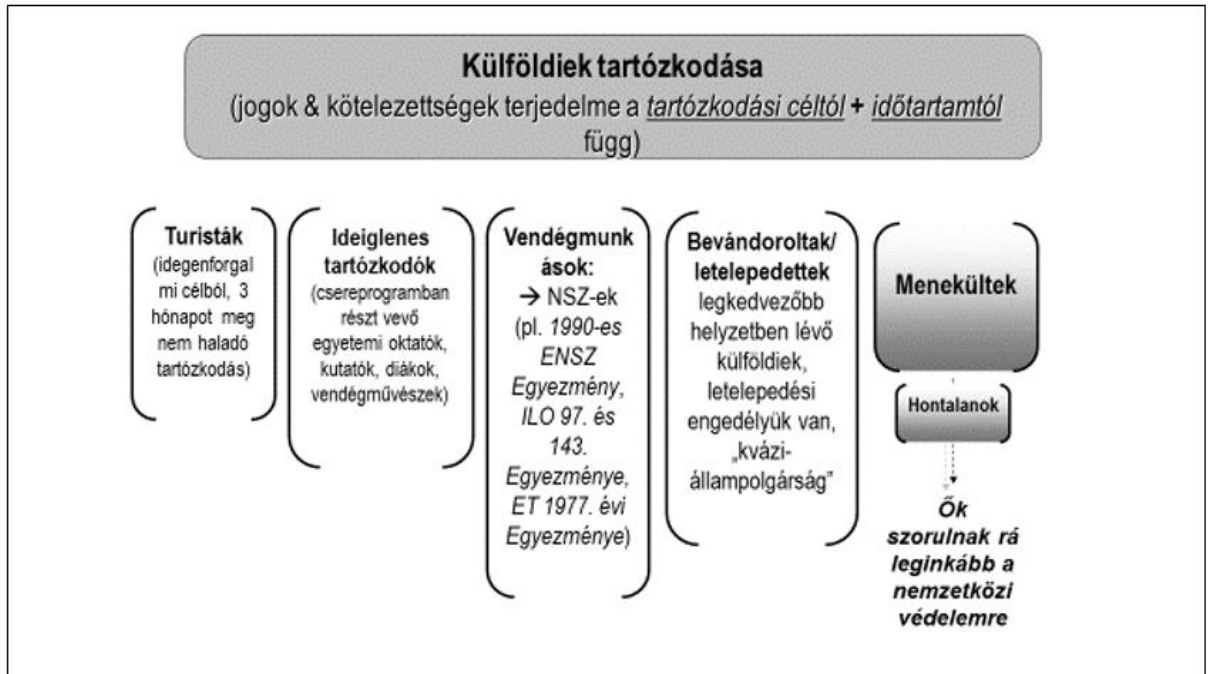 Külföldiek tartózkodása
(jogok & kötelezettségek terjedelme a tartózkodási céltól + időtartamtól
függ)
Turisták
(idegenforgal
mi célból, 3
hónapot meg
nem haladó
tartózkodás)
Ideiglenes
tartózkodók
(csereprogramban
részt vevő
egyetemi oktatók,
kutatók, diákok,
vendégművészek)
Vendégmunk
ások:
→ NSZ-ek
(pl. 1990-es
ENSZ
Egyezmény,
ILO 97. és
143.
Egyezménye,
ET 1977. évi
Egyezménye)
Bevándoroltak/
letelepedettek
legkedvezőbb
helyzetben lévő
külföldiek,
letelepedési
engedélyük van,
„kvázi-
állampolgárság”
Menekültek
Hontalanok
Ők
szorulnak rá
leginkább a
nemzetközi
védelemre